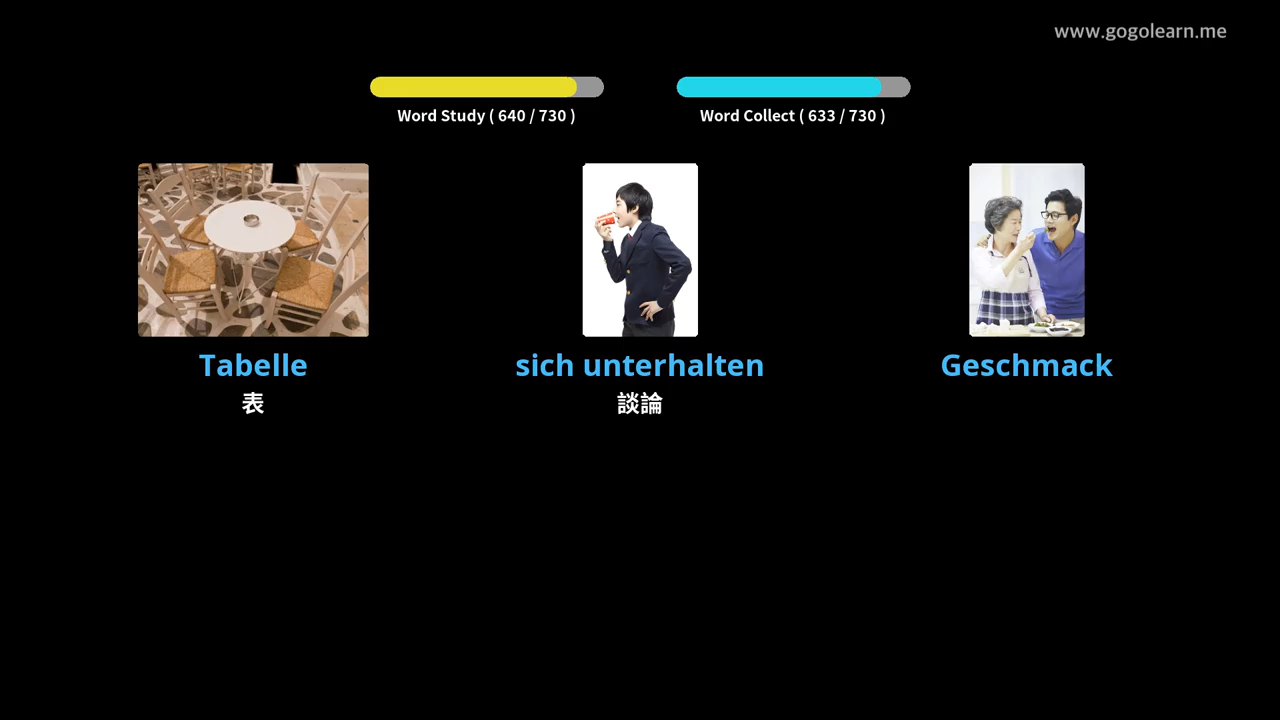 www.gogolearn.me
Word Study ( 640 / 730 )
Word Collect ( 633 / 730 )
Tabelle
表
sich unterhalten
談論
Geschmack